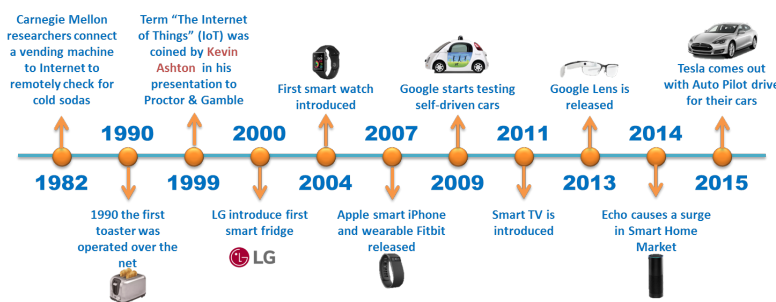 Carnegie Mellon
researchers connect
a vending machine
to Internet to
remotely check for
cold sodas
Term “The Internet
of Things” (IoT) was
coined by Kevin
Ashton in his
presentation to
Proctor & Gamble
First smart watch
introduced
Google starts testing
self-driven cars
Google Lens is
released
Tesla comes out
with Auto Pilot drive
for their cars
1990
2000
2007
2011
2014
1982
1999
2004
2009
2013
2015
1990 the first
toaster was
operated over the
net
LG introduce first
smart fridge
LG
Apple smart iPhone
and wearable Fitbit
released
Smart TV is
introduced
Echo causes a surge
in Smart Home
Market